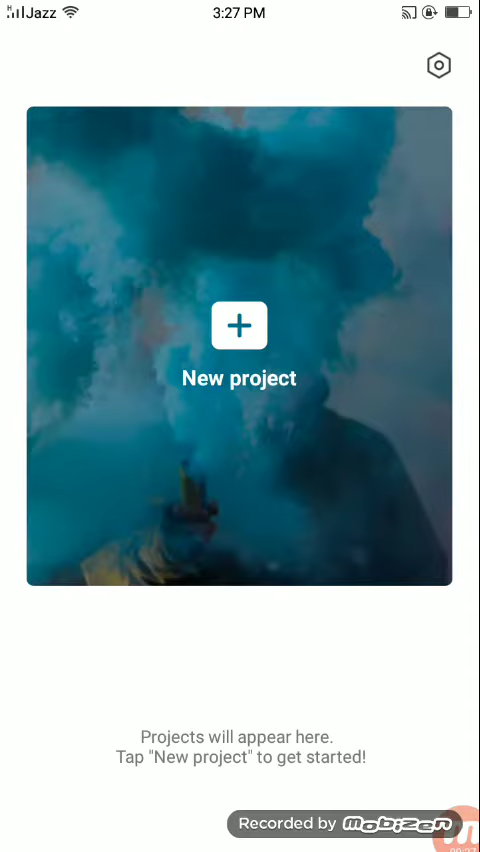 H Jazz 3:27 PM
New project
Projects will appear here.
Tap "New project" to get started!
Recorded by mobizen